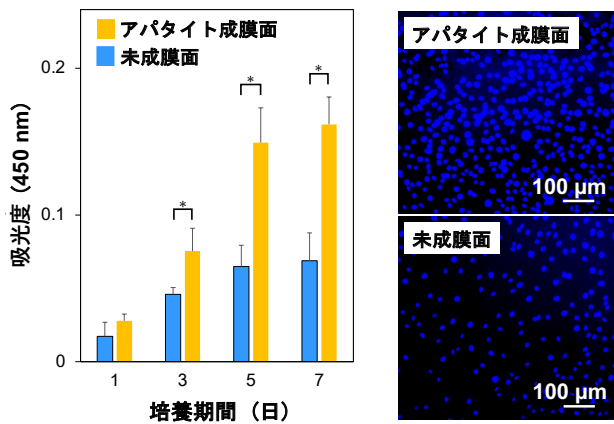 アパタイト成膜面
未成膜面
0.2
0.1
0
吸光度 (450 nm)
*
*
*
1
3
5
7
培養期間 (日)
アパタイト成膜面
100 µm
未成膜面
100 µm